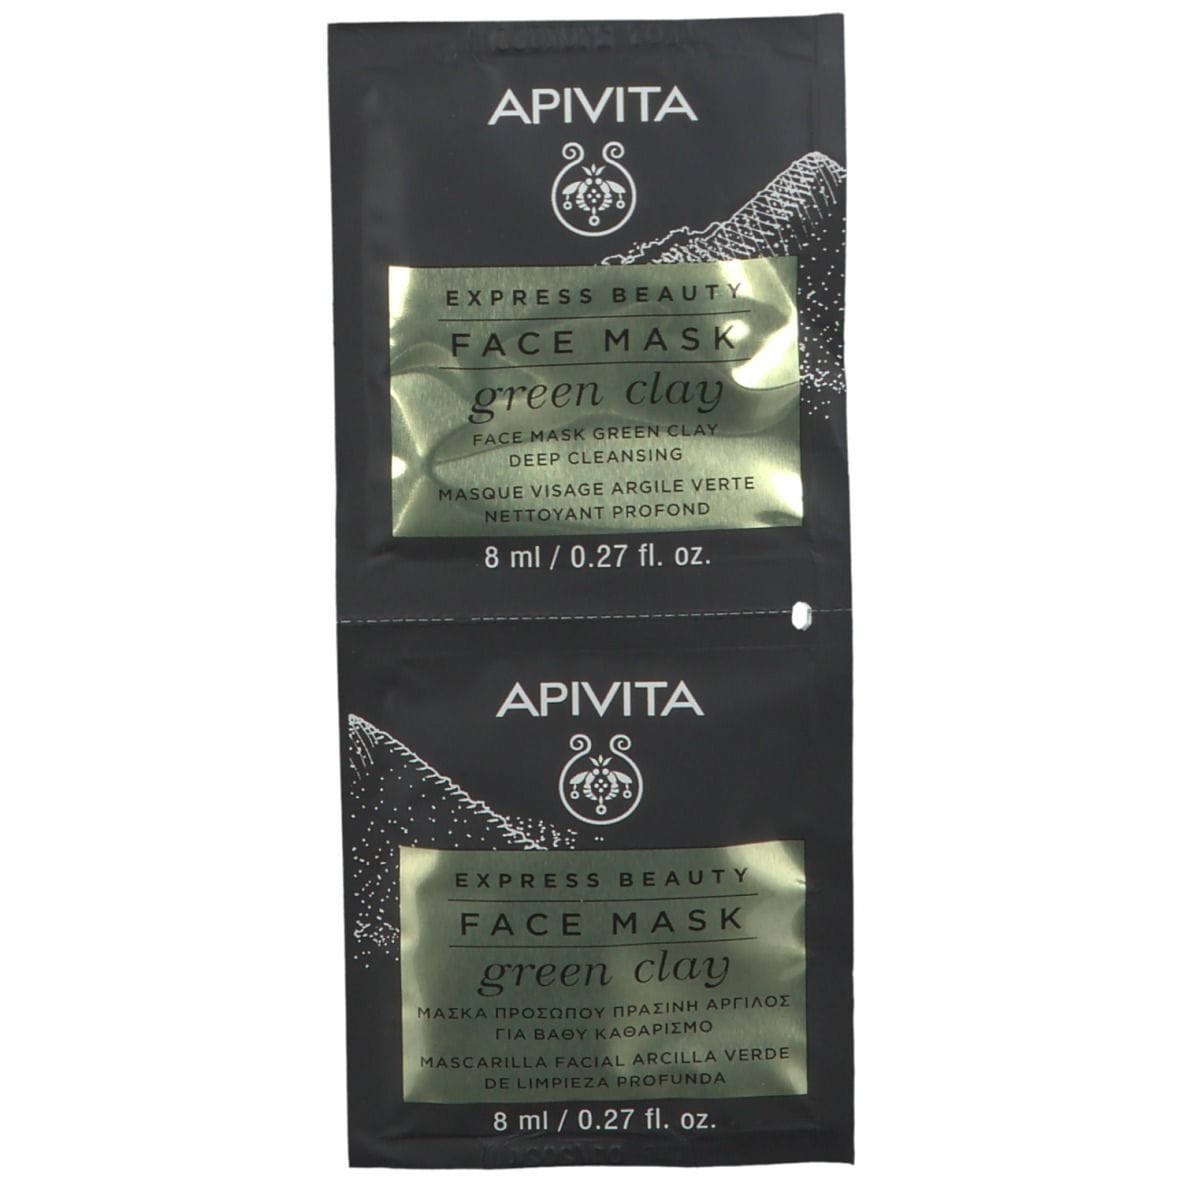 APIVITA
EXPRESS BEAUTY
FACE MASK
green clay
FACE MASK GREEN CLAY
DEEP CLEANSING
MASQUE VISAGE ARGILE VERTE
NETTOYANT PROFOND
8 ml / 0.27 fl. oz.
APIVITA
EXPRESS BEAUTY
FACE MASK
green clay
ΜΑΣΚΑ ΠΡΟΣΩΠΟΥ ΠΡΑΣΙΝΗ ΑΡΓΙΛΟΣ
ΓΙΑ ΒΑΘΥ ΚΑΘΑΡΙΣΜΟ
MASCARILLA FACIAL ARCILLA VERDE
DE LIMPIEZA PROFUNDA
8 ml / 0.27 fl. oz.